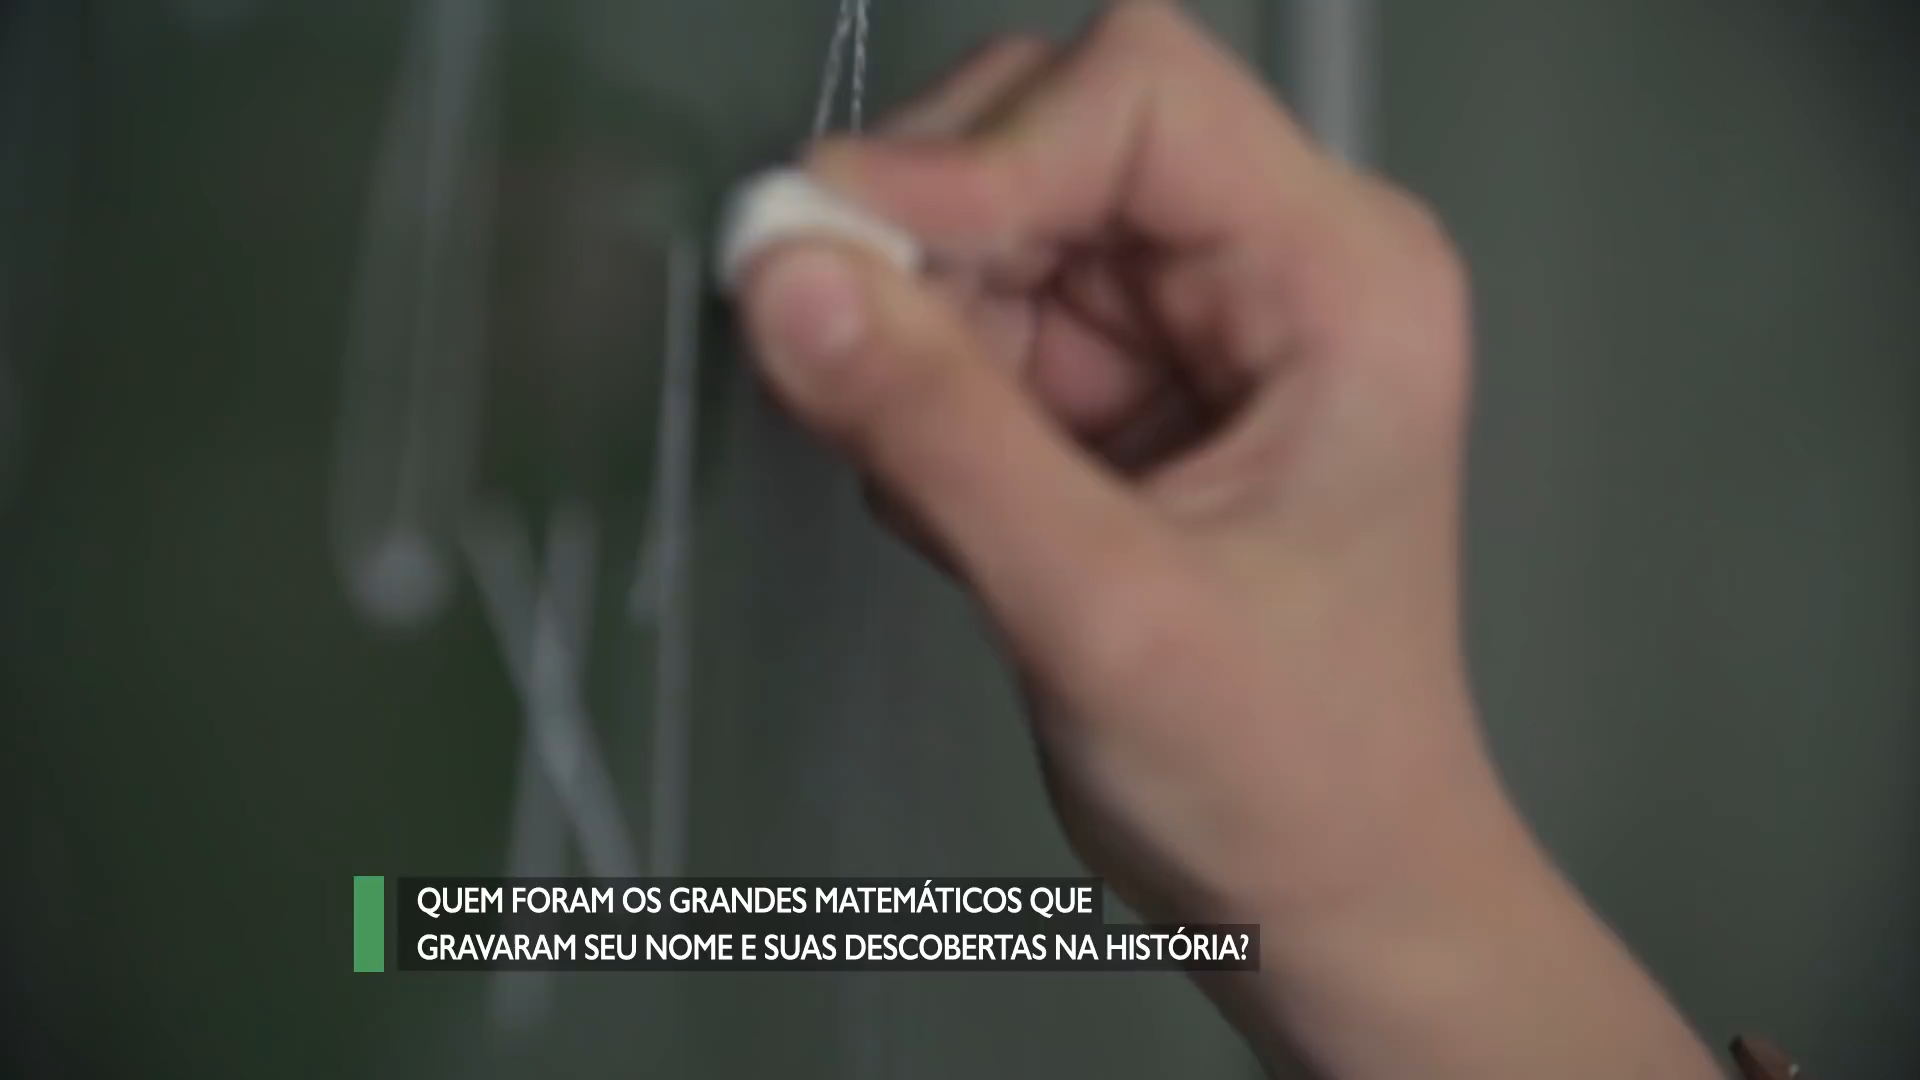 QUEM FORAM OS GRANDES MATEMÁTICOS QUE
GRAVARAM SEU NOME E SUAS DESCOBERTAS NA HISTÓRIA?